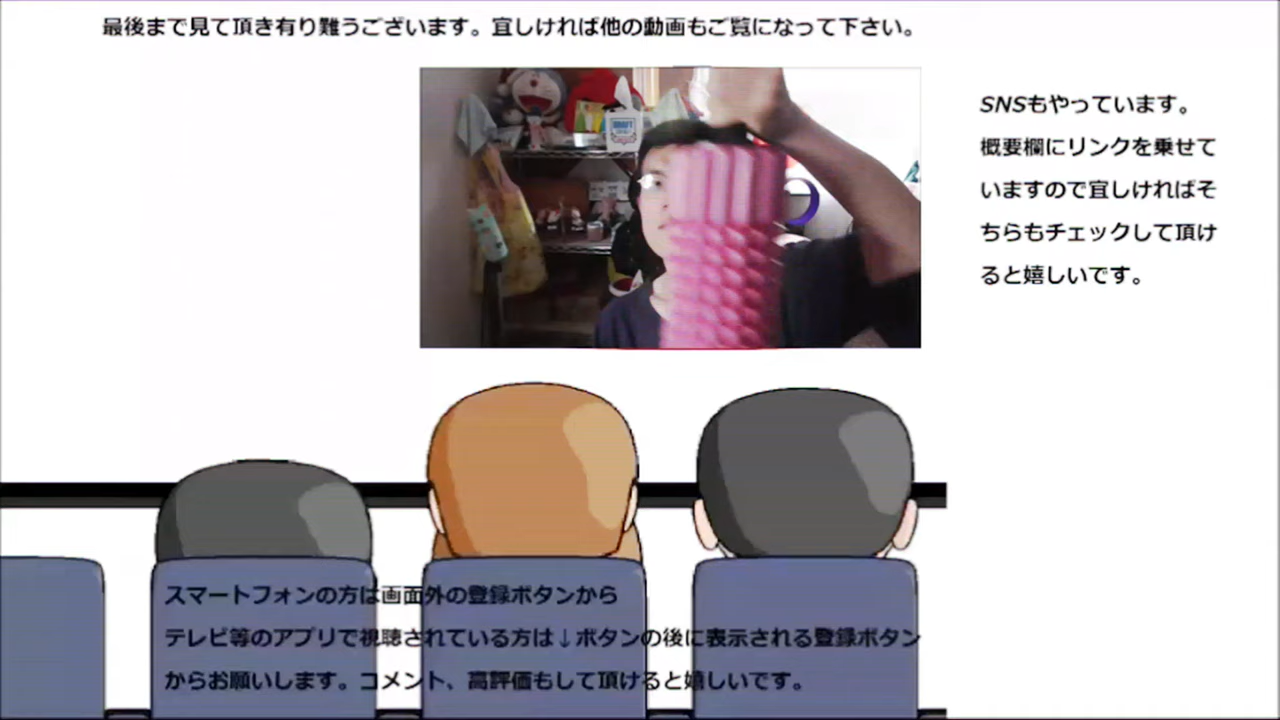 最後まで見て頂き有り難うございます。宜しければ他の動画もご覧になって下さい。
SNSもやっています。
概要欄にリンクを乗せて
いますので宜しければそ
ちらもチェックして頂け
ると嬉しいです。
スマートフォンの方は画面外の登録ボタンから
テレビ等のアプリで視聴されている方は↓ボタンの後に表示される登録ボタン
からお願いします。コメント、高評価もして頂けると嬉しいです。